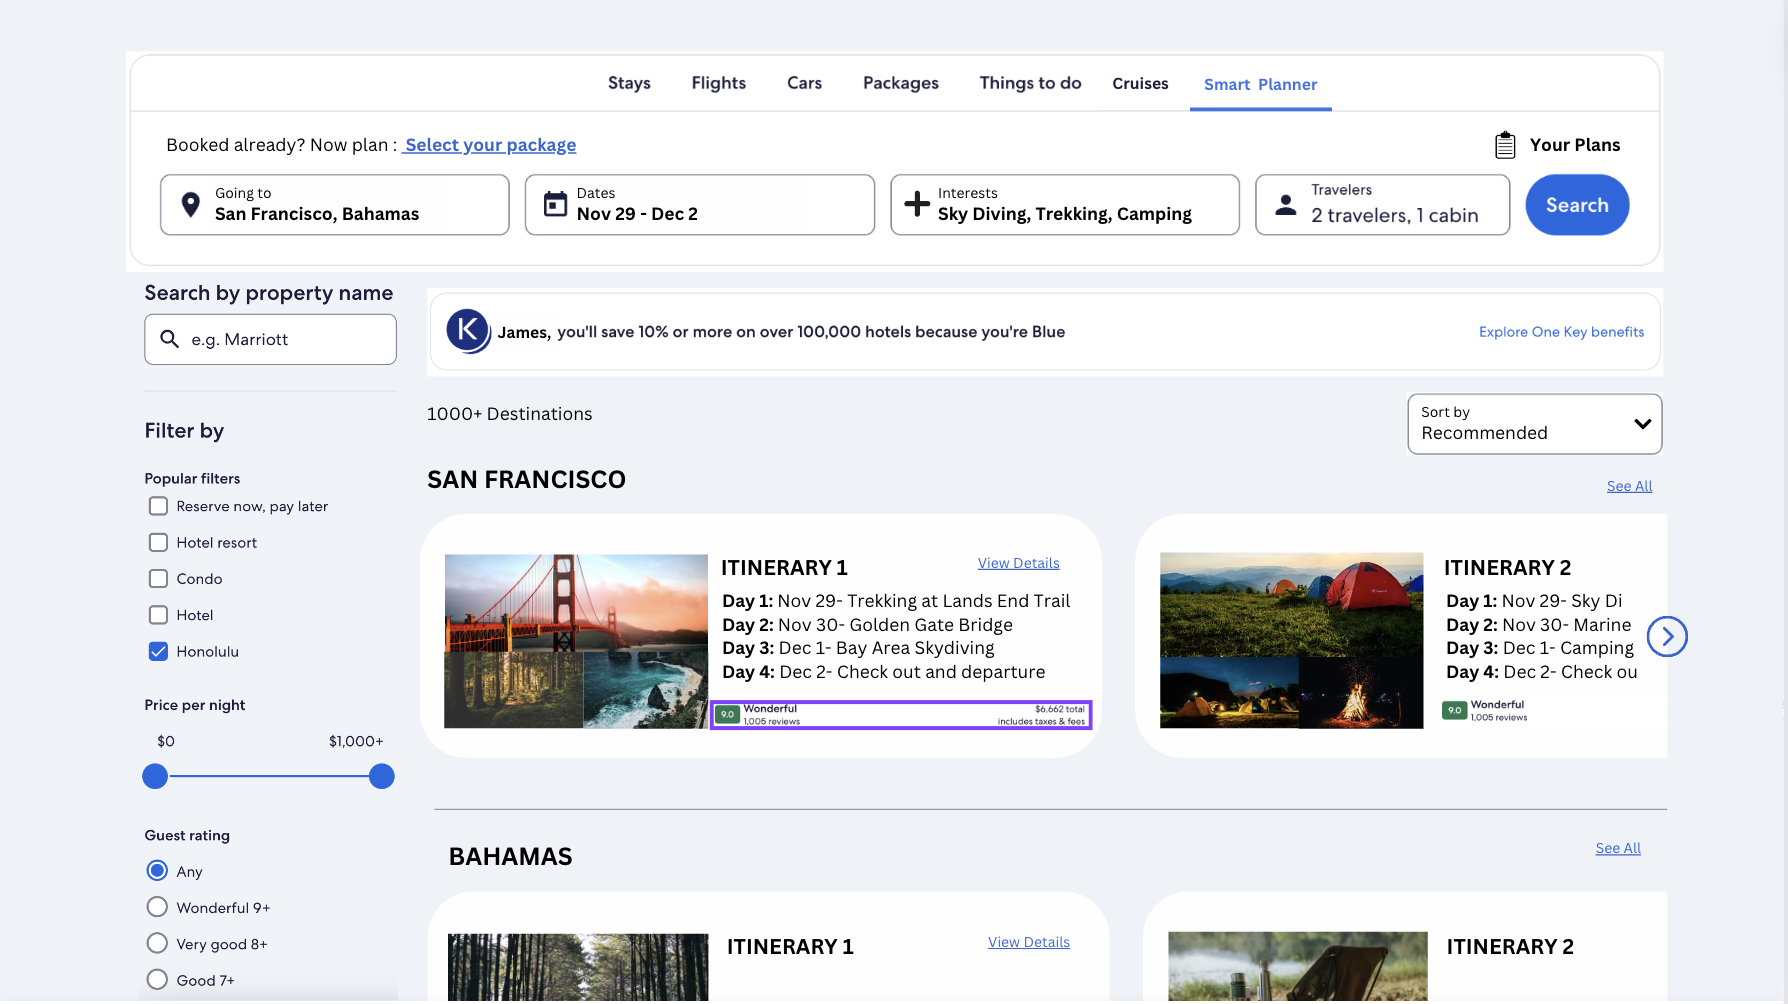 Stays Flights Cars Packages Things to do Cruises Smart Planner
Booked already? Now plan : Select your package
Your Plans
Going to
San Francisco, Bahamas
Dates
Nov 29 - Dec 2
Interests
Sky Diving, Trekking, Camping
Travelers
2 travelers, 1 cabin
Search
Search by property name
e.g. Marriott
Filter by
Popular filters
Reserve now, pay later
Hotel resort
Condo
Hotel
Honolulu
Price per night
$0 $1,000+
Guest rating
Any
Wonderful 9+
Very good 8+
Good 7+
K
James, you'll save 10% or more on over 100,000 hotels because you're Blue
Explore One Key benefits
1000+ Destinations
Sort by
Recommended
SAN FRANCISCO
See All
ITINERARY 1
View Details
Day 1: Nov 29- Trekking at Lands End Trail
Day 2: Nov 30- Golden Gate Bridge
Day 3: Dec 1- Bay Area Skydiving
Day 4: Dec 2- Check out and departure
9.0 Wonderful
1,005 reviews
$6,662 total
includes taxes & fees
ITINERARY 2
Day 1: Nov 29- Sky Di
Day 2: Nov 30- Marine
Day 3: Dec 1- Camping
Day 4: Dec 2- Check ou
9.0 Wonderful
1,005 reviews
BAHAMAS
See All
ITINERARY 1
View Details
ITINERARY 2